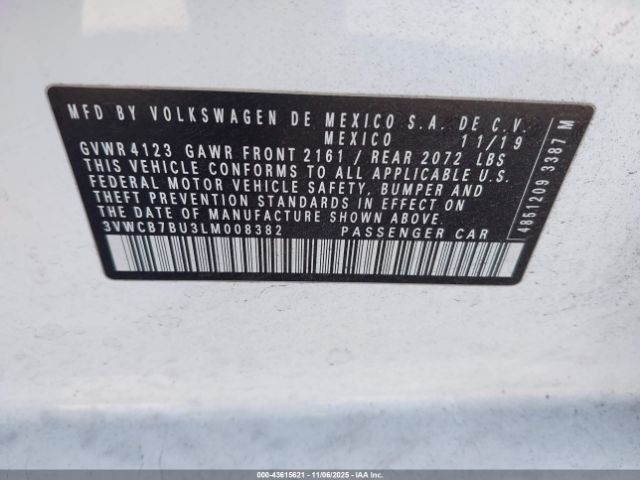 MFD BY VOLKSWAGEN DE MEXICO S.A. DE C.V.
MEXICO 11/19
GVWR 4123 GAWR FRONT 2161 / REAR 2072 LBS
THIS VEHICLE CONFORMS TO ALL APPLICABLE U.S.
FEDERAL MOTOR VEHICLE SAFETY, BUMPER AND
THEFT PREVENTION STANDARDS IN EFFECT ON
THE DATE OF MANUFACTURE SHOWN ABOVE.
3VWCB7BU3LM008382 PASSENGER CAR
4851209 3387 M
000-43615621 - 11/06/2025 - IAAI.COM